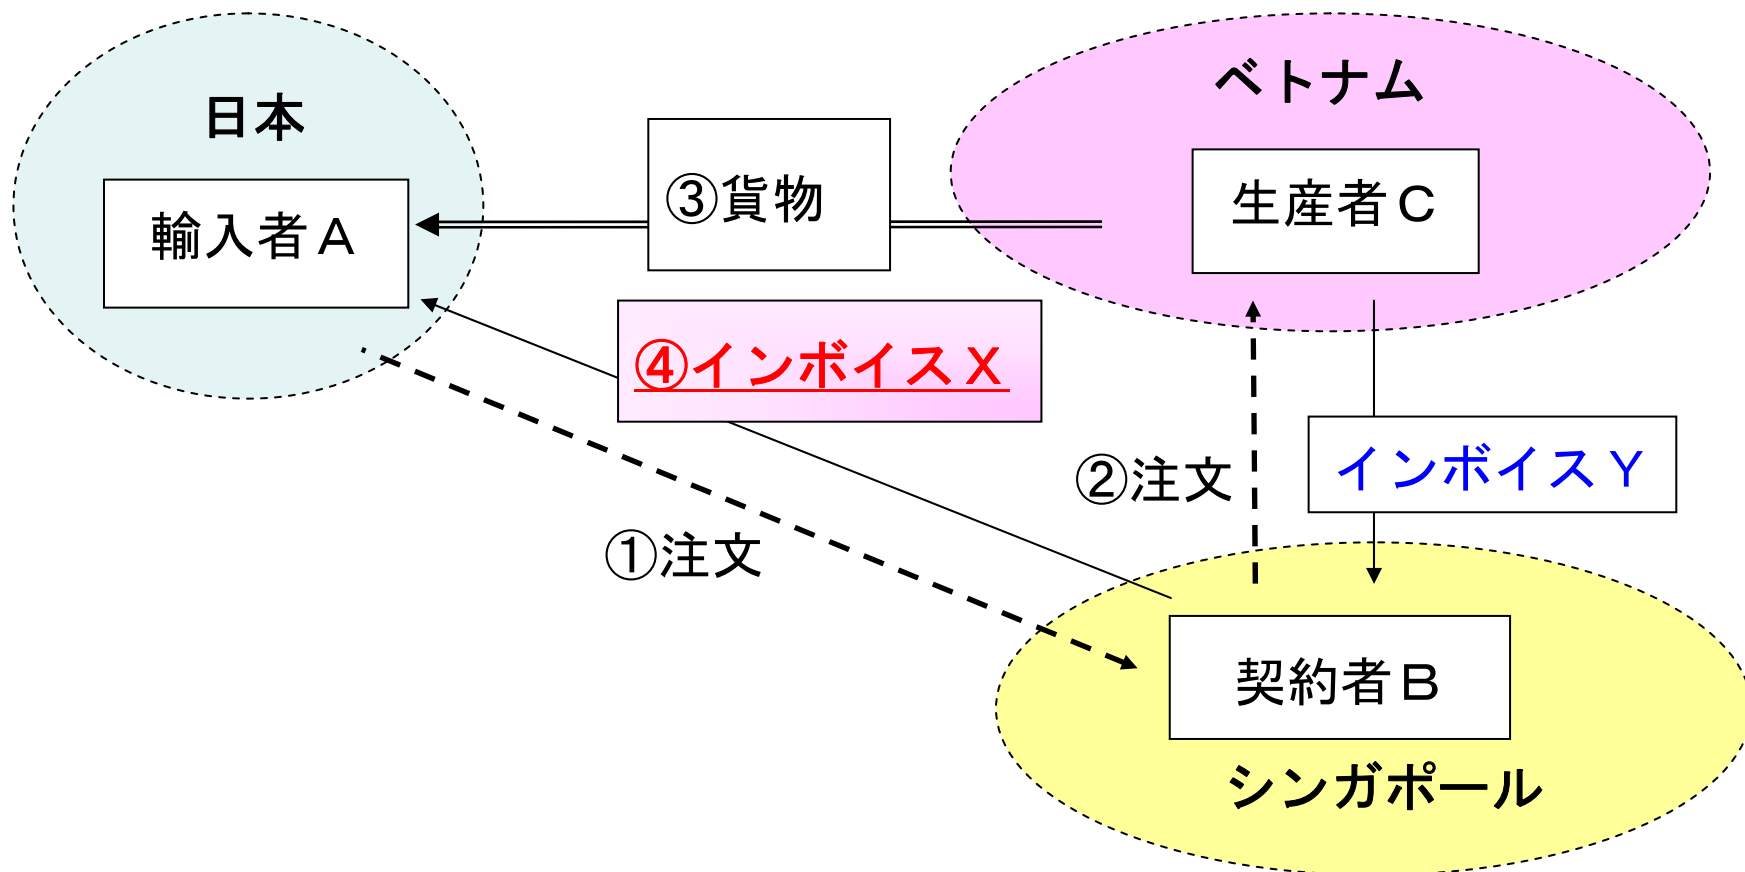 日本
輸入者Ａ
③貨物
ベトナム
生産者Ｃ
④インボイスＸ
インボイスＹ
②注文
①注文
契約者Ｂ
シンガポール